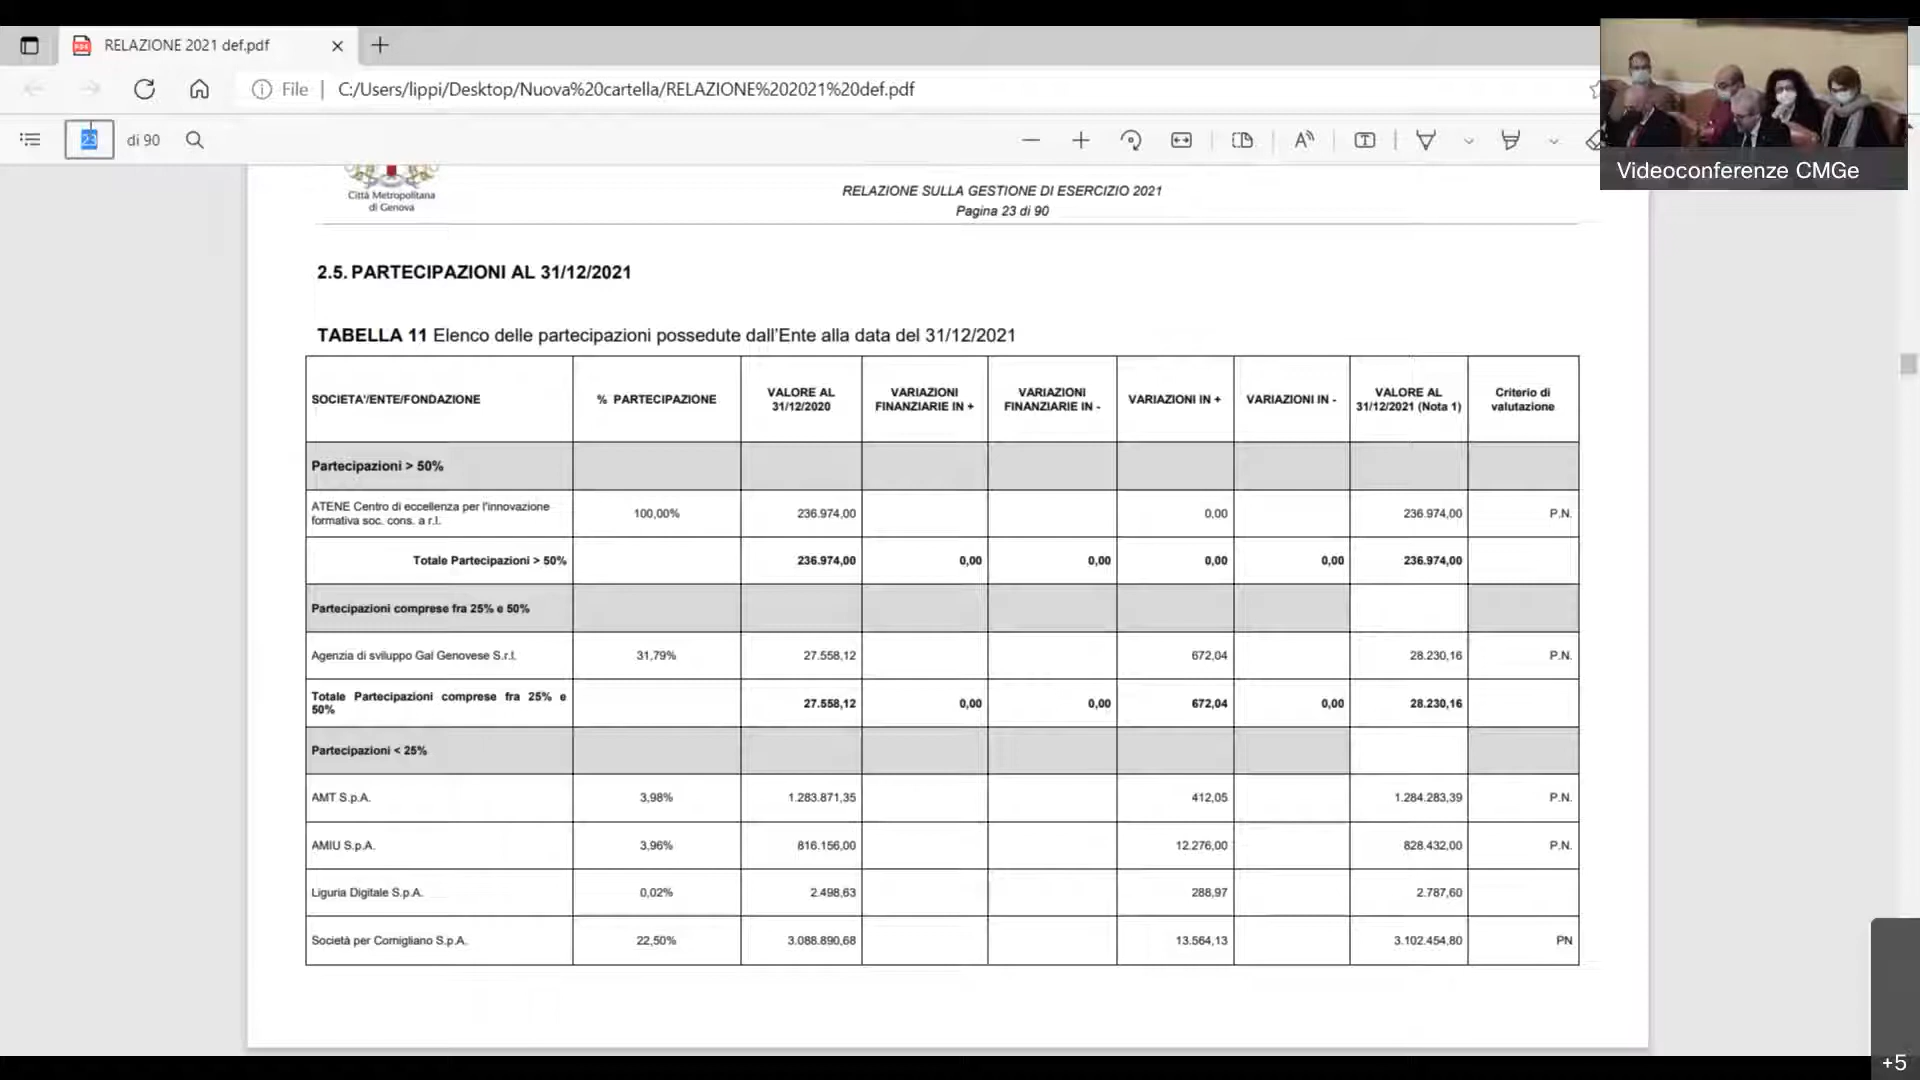 RELAZIONE 2021 def.pdf
File
C:/Users/lippi/Desktop/Nuova%20cartella/RELAZIONE%202021%20def.pdf
23
di 90
Videoconferenze CMGe
Città Metropolitana
di Genova
RELAZIONE SULLA GESTIONE DI ESERCIZIO 2021
Pagina 23 di 90
2.5. PARTECIPAZIONI AL 31/12/2021
TABELLA 11 Elenco delle partecipazioni possedute dall'Ente alla data del 31/12/2021
SOCIETA'/ENTE/FONDAZIONE
% PARTECIPAZIONE
VALORE AL
31/12/2020
VARIAZIONI
FINANZIARIE IN +
VARIAZIONI
FINANZIARIE IN -
VARIAZIONI IN +
VARIAZIONI IN -
VALORE AL
31/12/2021 (Nota 1)
Criterio di
valutazione
Partecipazioni > 50%
ATENE Centro di eccellenza per l'innovazione
formativa soc. cons. a r.l.
100,00% 236.974,00 0,00 236.974,00 P.N.
Totale Partecipazioni > 50% 236.974,00 0,00 0,00 0,00 0,00 236.974,00
Partecipazioni comprese fra 25% e 50%
Agenzia di sviluppo Gal Genovese S.r.l. 31,79% 27.558,12 672,04 28.230,16 P.N.
Totale Partecipazioni comprese fra 25% e
50%
27.558,12 0,00 0,00 672,04 0,00 28.230,16
Partecipazioni < 25%
AMT S.p.A. 3,98% 1.283.871,35 412,05 1.284.283,39 P.N.
AMIU S.p.A. 3,96% 816.156,00 12.276,00 828.432,00 P.N.
Liguria Digitale S.p.A. 0,02% 2.498,63 288,97 2.787,60
Società per Cornigliano S.p.A. 22,50% 3.088.890,68 13.564,13 3.102.454,80 PN
+5